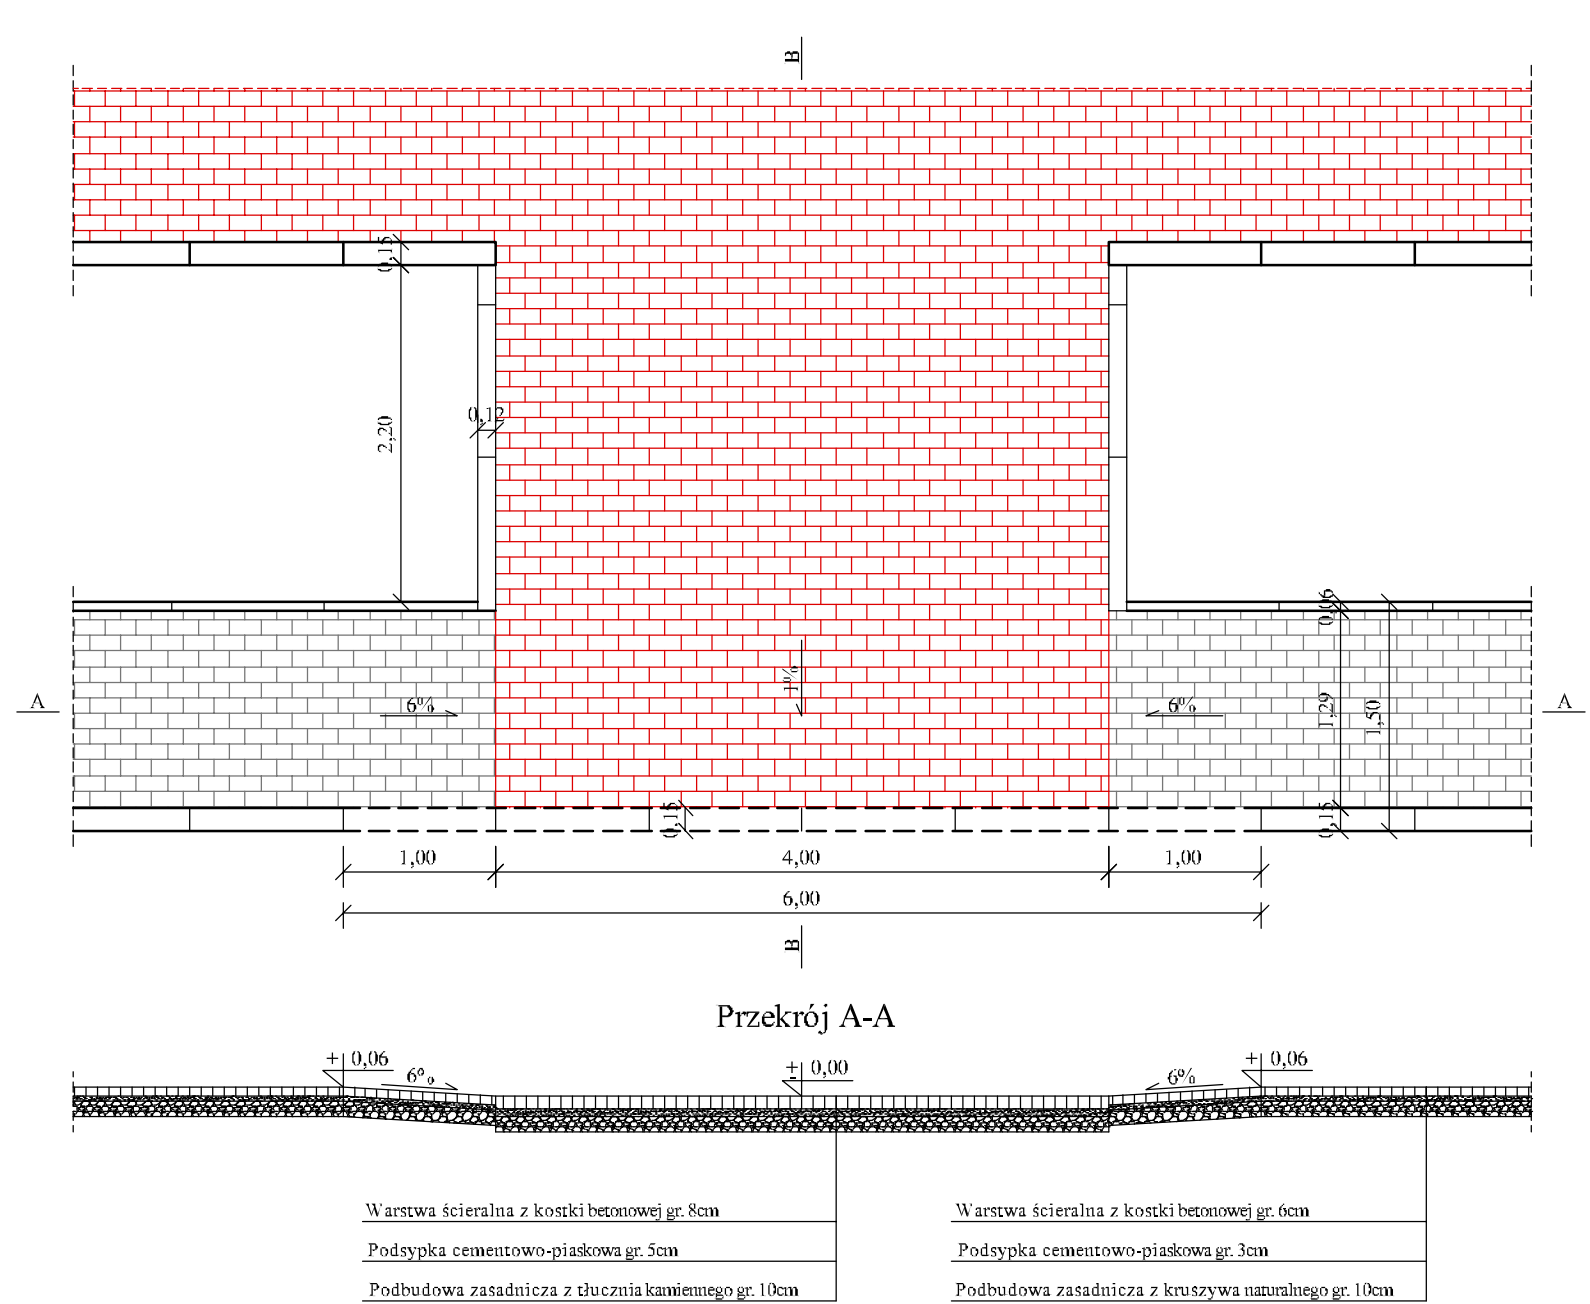 B
0,15
0,12
2,20
0,06
A
6%
1%
6%
1,29
1,50
A
0,15
0,15
1,00
4,00
1,00
6,00
B
Przekrój A-A
+ 0,06
6%
± 0,00
6%
+ 0,06
Warstwa ścieralna z kostki betonowej gr. 8cm
Podsypka cementowo-piaskowa gr. 5cm
Podbudowa zasadnicza z tłucznia kamiennego gr. 10cm
Warstwa ścieralna z kostki betonowej gr. 6cm
Podsypka cementowo-piaskowa gr. 3cm
Podbudowa zasadnicza z kruszywa naturalnego gr. 10cm